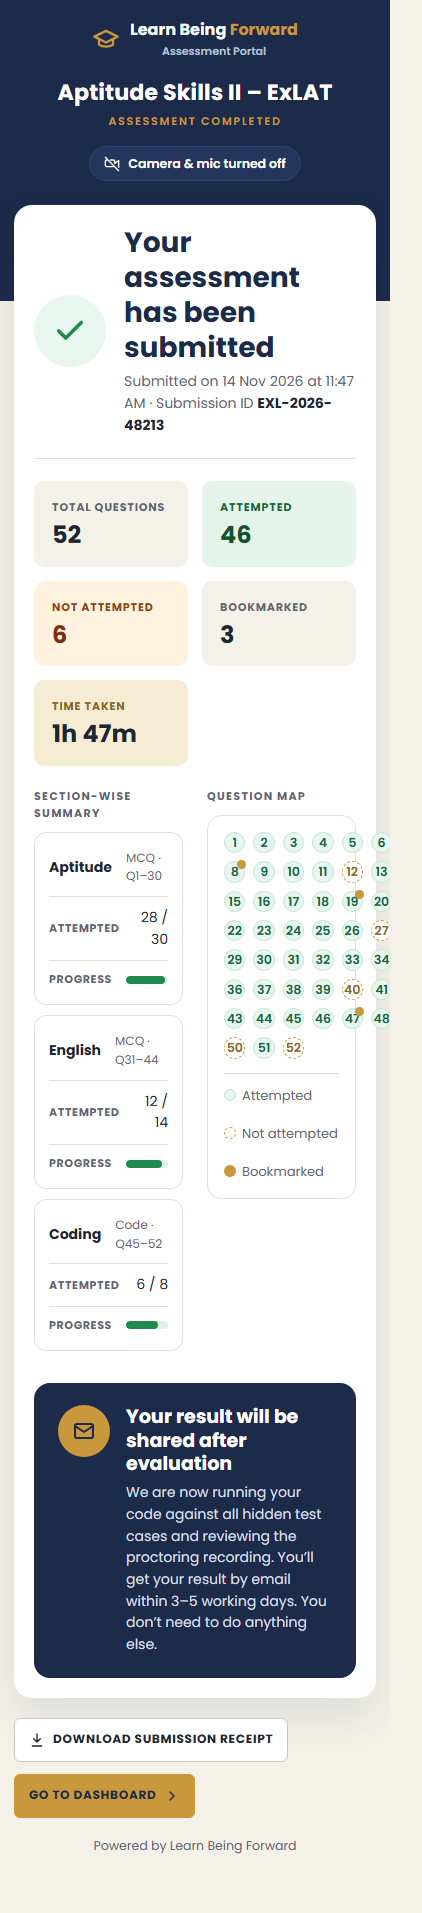 Learn Being Forward
Assessment Portal
Aptitude Skills II – ExLAT
ASSESSMENT COMPLETED
Camera & mic turned off
Your
assessment
has been
submitted
Submitted on 14 Nov 2026 at 11:47
AM · Submission ID EXL-2026-
48213
TOTAL QUESTIONS
52
ATTEMPTED
46
NOT ATTEMPTED
6
BOOKMARKED
3
TIME TAKEN
1h 47m
SECTION-WISE
SUMMARY
Aptitude
MCQ ·
Q1–30
ATTEMPTED
28 /
30
PROGRESS
English
MCQ ·
Q31–44
ATTEMPTED
12 /
14
PROGRESS
Coding
Code ·
Q45–52
ATTEMPTED 6 / 8
PROGRESS
QUESTION MAP
1 2 3 4 5 6
8 9 10 11 12 13
15 16 17 18 19 20
22 23 24 25 26 27
29 30 31 32 33 34
36 37 38 39 40 41
43 44 45 46 47 48
50 51 52
Attempted
Not attempted
Bookmarked
Your result will be
shared after
evaluation
We are now running your
code against all hidden test
cases and reviewing the
proctoring recording. You’ll
get your result by email
within 3–5 working days. You
don’t need to do anything
else.
DOWNLOAD SUBMISSION RECEIPT
GO TO DASHBOARD
Powered by Learn Being Forward